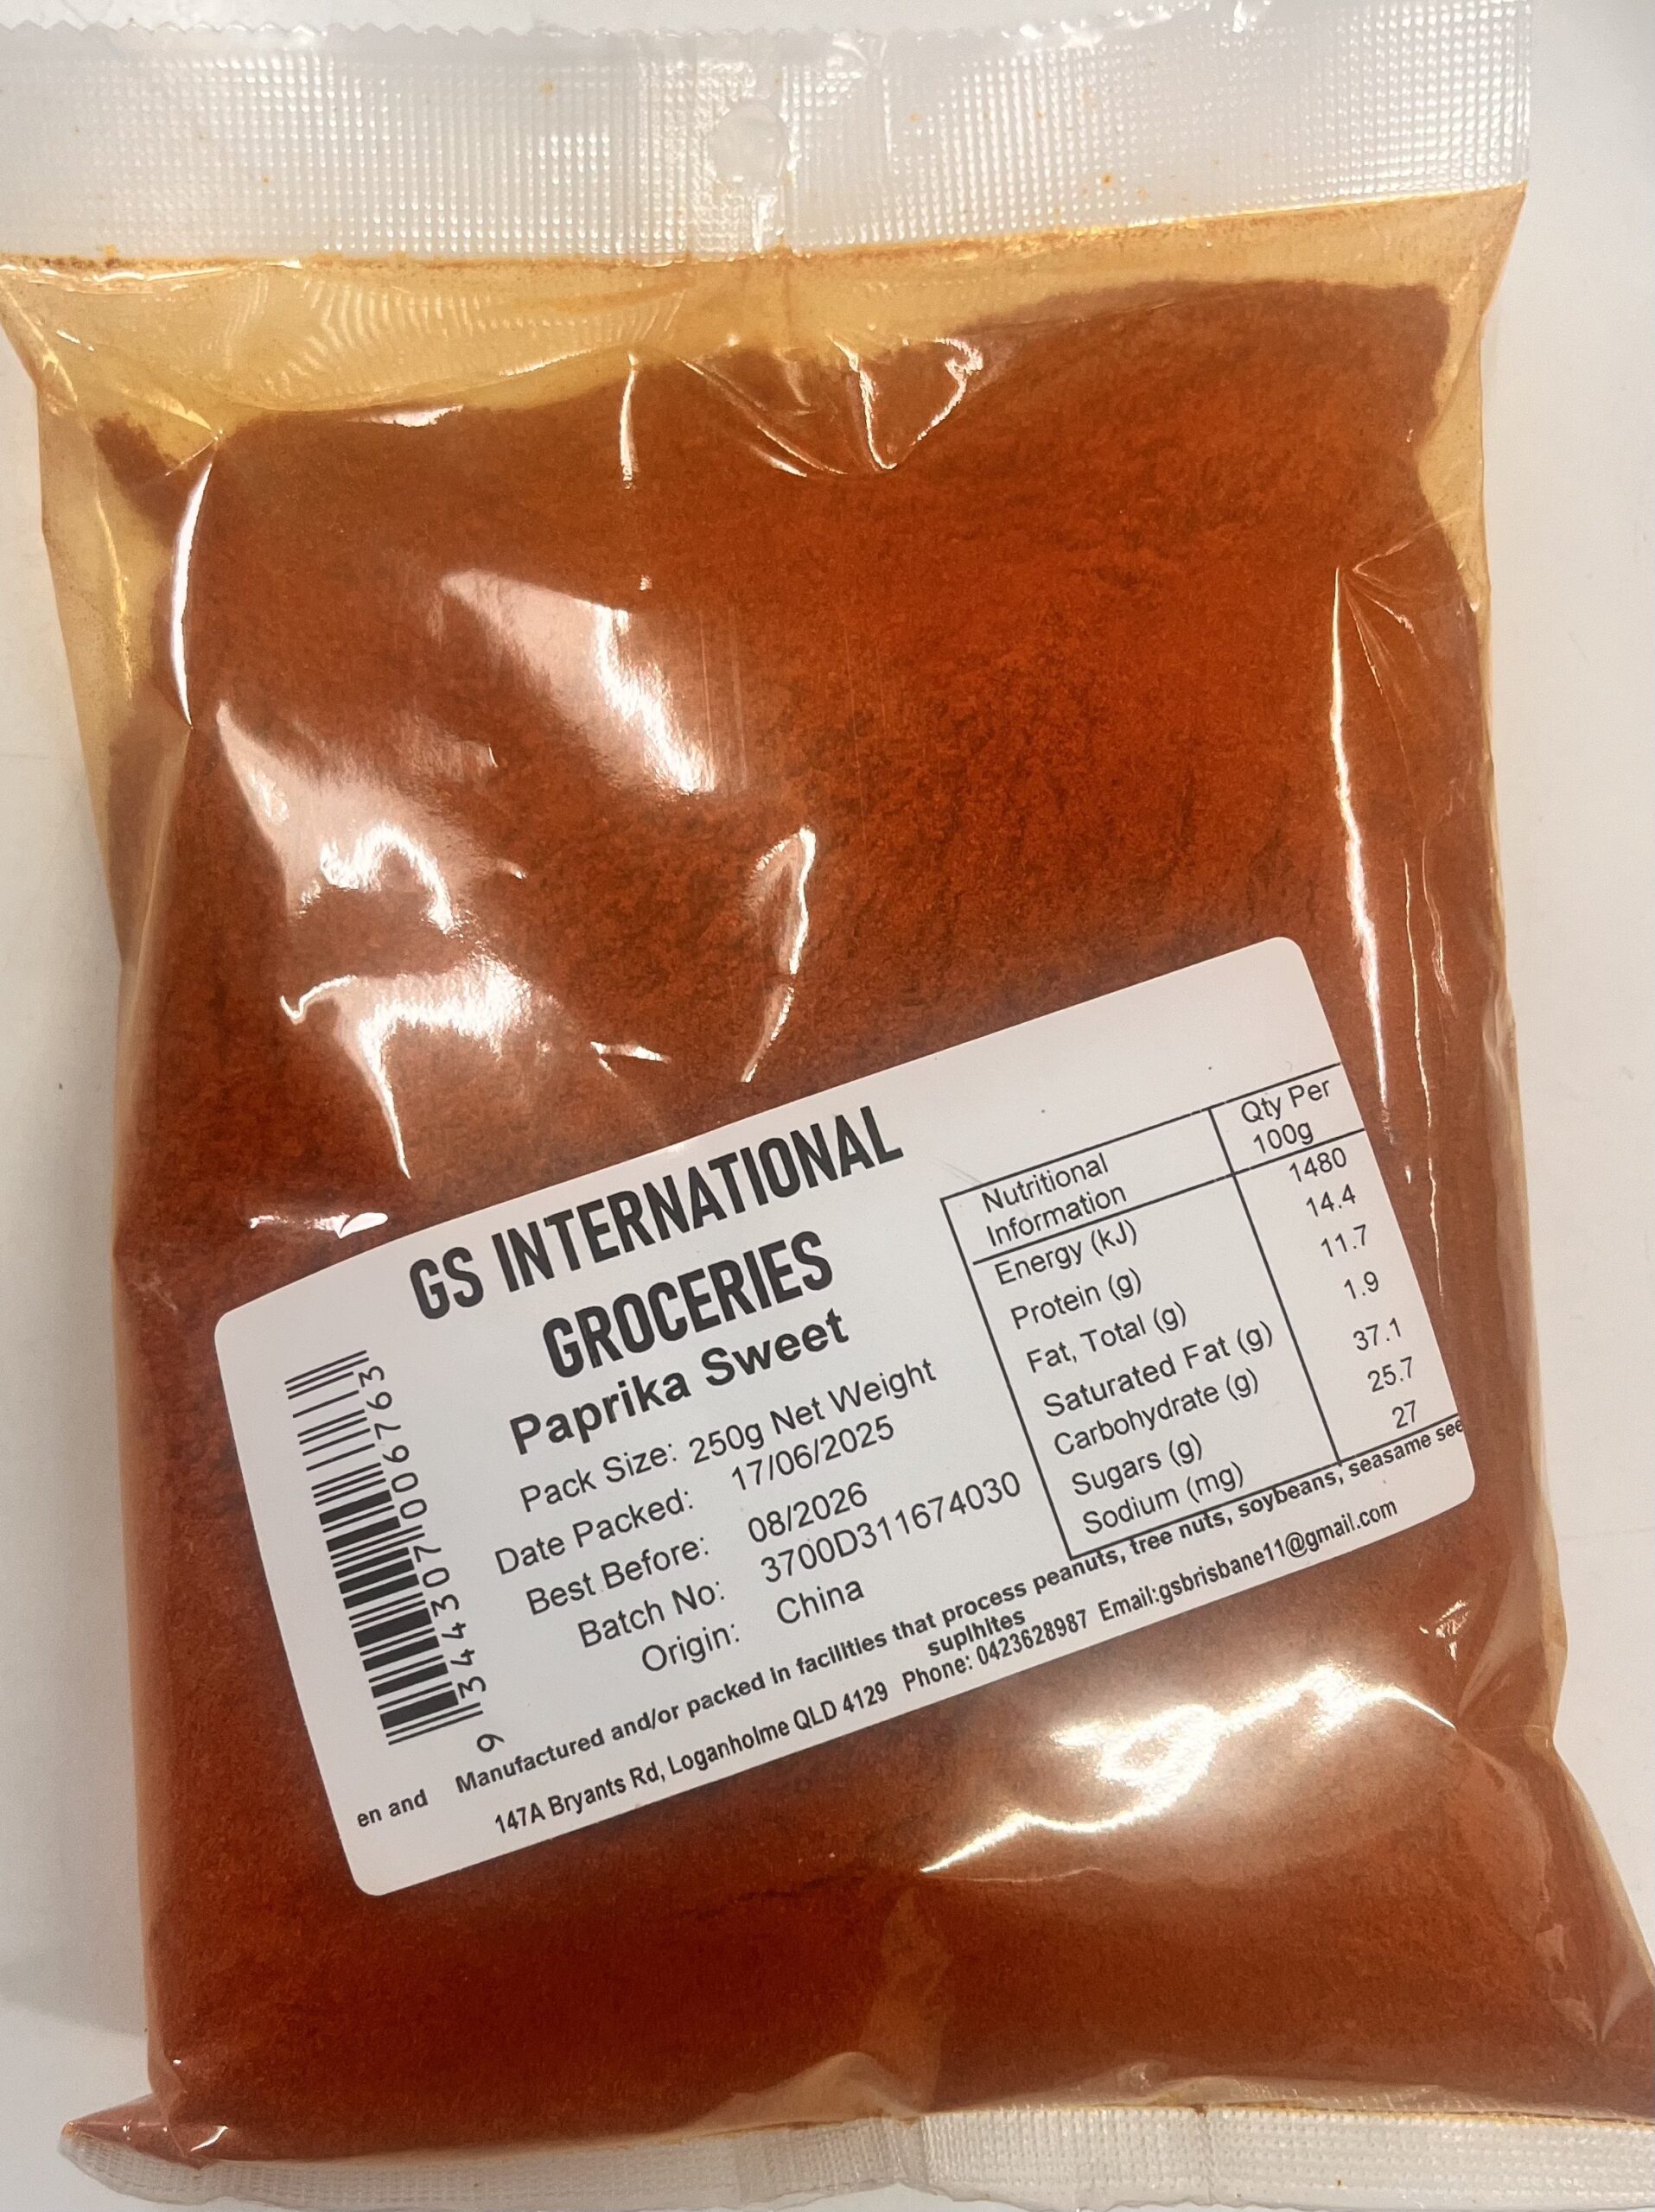 GS INTERNATIONAL
GROCERIES
Paprika Sweet
Pack Size: 250g Net Weight
Date Packed: 17/06/2025
Best Before: 08/2026
Batch No: 3700D311674030
Origin: China
Nutritional Information Qty Per 100g
Energy (kJ) 1480
Protein (g) 14.4
Fat, Total (g) 11.7
Saturated Fat (g) 1.9
Carbohydrate (g) 37.1
Sugars (g) 25.7
Sodium (mg) 27
9 344307 006763
en and Manufactured and/or packed in facilities that process peanuts, tree nuts, soybeans, seasame see
suplhites
147A Bryants Rd, Loganholme QLD 4129 Phone: 0423628987 Email:gsbrisbane11@gmail.com